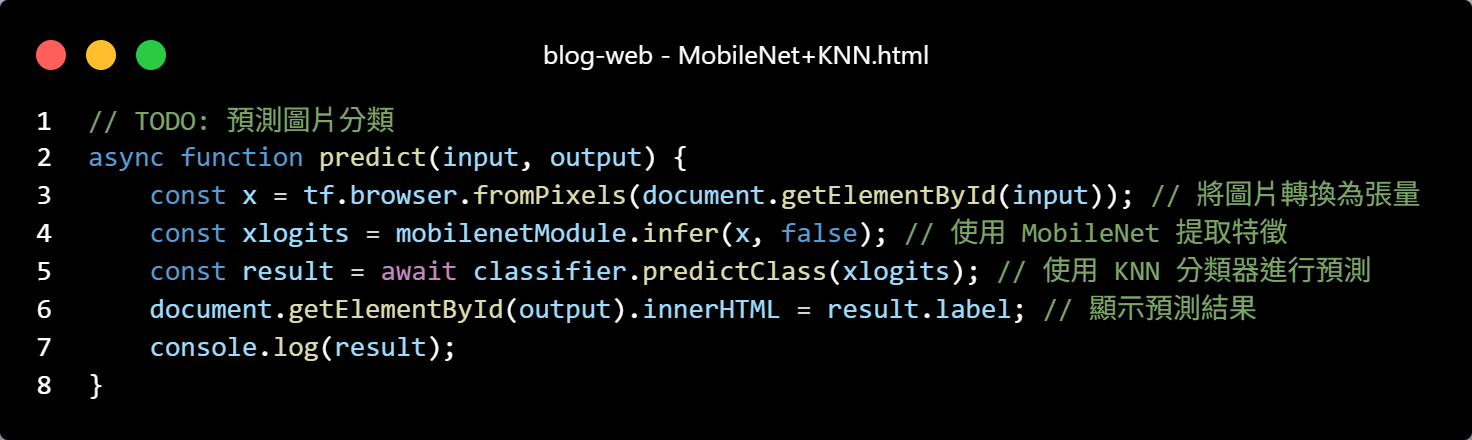 blog-web - MobileNet+KNN.html
1 // TODO: 預測圖片分類
2 async function predict(input, output) {
3     const x = tf.browser.fromPixels(document.getElementById(input)); // 將圖片轉換為張量
4     const xlogits = mobilenetModule.infer(x, false); // 使用 MobileNet 提取特徵
5     const result = await classifier.predictClass(xlogits); // 使用 KNN 分類器進行預測
6     document.getElementById(output).innerHTML = result.label; // 顯示預測結果
7     console.log(result);
8 }